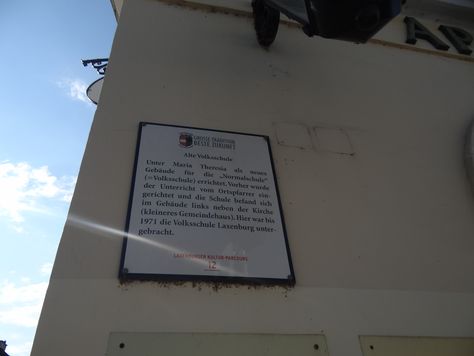 GROSSE TRADITION
BESTE ZUKUNFT
Alte Volksschule
Unter Maria Theresia als neues
Gebäude für die „Normalschule"
(=Volksschule) errichtet. Vorher wurde
der Unterricht vom Ortspfarrer ein-
gerichtet und die Schule befand sich
im Gebäude links neben der Kirche
(kleineres Gemeindehaus). Hier war bis
1971 die Volksschule Laxenburg unter-
gebracht.
LAXENBURGER KULTUR-PARCOURS
12